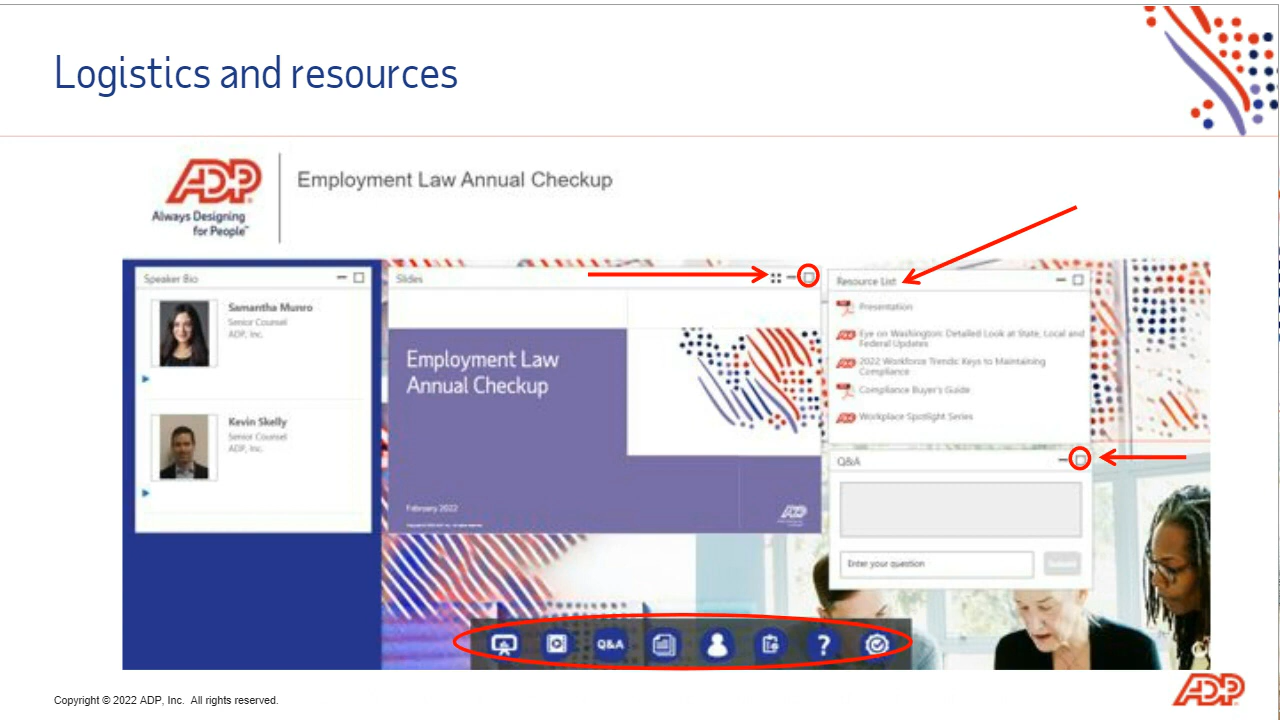 Logistics and resources
ADP
Always Designing
for People™
Employment Law Annual Checkup
Speaker Bio
Samantha Munro
Senior Counsel
ADP, Inc.
Kevin Skelly
Senior Counsel
ADP, Inc.
Slides
Employment Law
Annual Checkup
February 2022
ADP
Resource List
Presentation
Eye on Washington: Detailed Look at State, Local and
Federal Updates
2022 Workforce Trends: Keys to Maintaining
Compliance
Compliance Buyer's Guide
Workplace Spotlight Series
Q&A
Enter your question
Submit
Q&A
?
Copyright © 2022 ADP, Inc. All rights reserved.
ADP